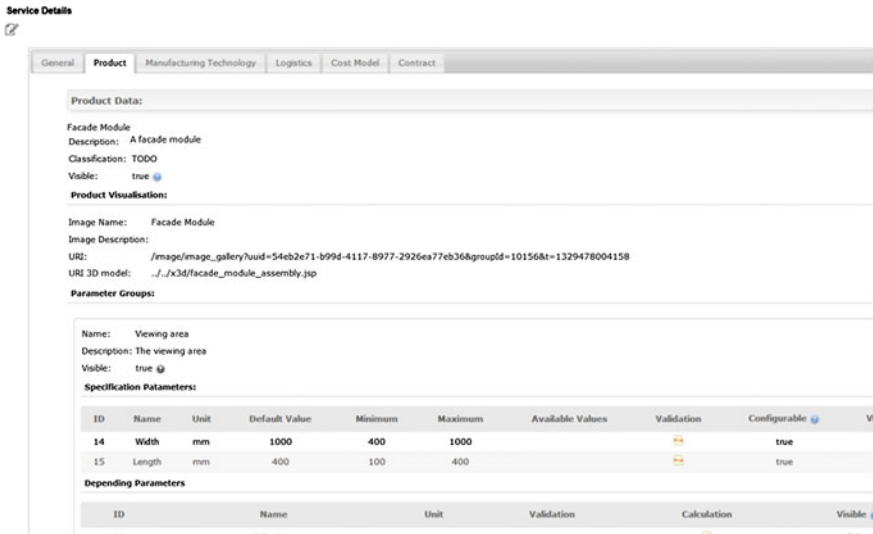 Service Details
General Product Manufacturing Technology Logistics Cost Model Contract
Product Data:
Facade Module
Description: A facade module
Classification: TODO
Visible: true
Product Visualisation:
Image Name: Facade Module
Image Description:
URI: /image/image_gallery?uuid=54eb2e71-b99d-4117-8977-2926ea77eb36&groupId=10156&t=1329478004158
URI 3D model: ../../x3d/facade_module_assembly.jsp
Parameter Groups:
Name: Viewing area
Description: The viewing area
Visible: true
Specification Patameters:
ID Name Unit Default Value Minimum Maximum Available Values Validation Configurable
14 Width mm 1000 400 1000 true
15 Length mm 400 100 400 true
Depending Parameters
ID Name Unit Validation Calculation Visible